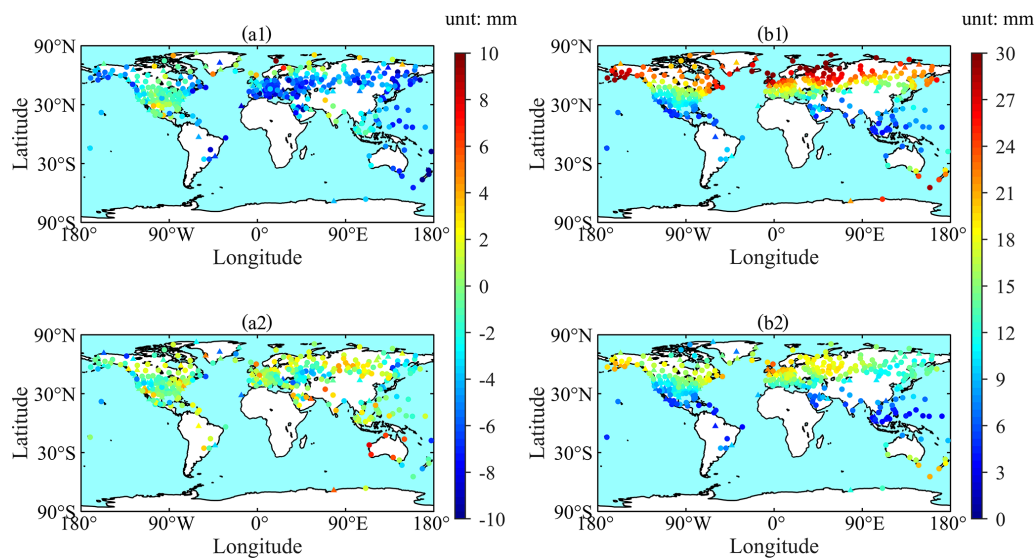 unit: mm
unit: mm
(a1)
(b1)
90°N
30°N
30°S
90°S
180°
90°W
0°
90°E
180°
Latitude
Longitude
10
8
6
4
2
0
-2
-4
-6
-8
-10
90°N
30°N
30°S
90°S
180°
90°W
0°
90°E
180°
Latitude
Longitude
30
27
24
21
18
15
12
9
6
3
0
(a2)
(b2)
90°N
30°N
30°S
90°S
180°
90°W
0°
90°E
180°
Latitude
Longitude
90°N
30°N
30°S
90°S
180°
90°W
0°
90°E
180°
Latitude
Longitude